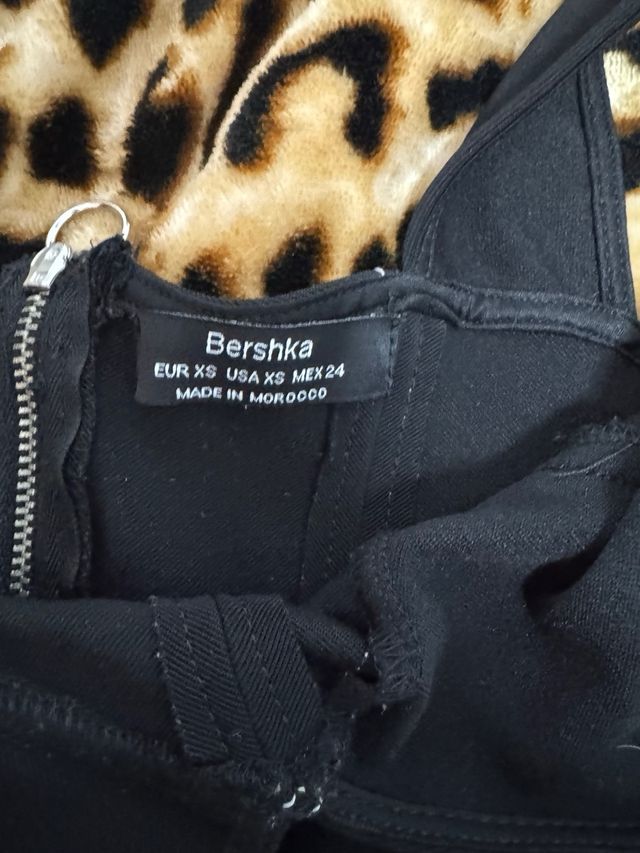 Bershka
EUR XS USA XS MEX 24
MADE IN MOROCCO